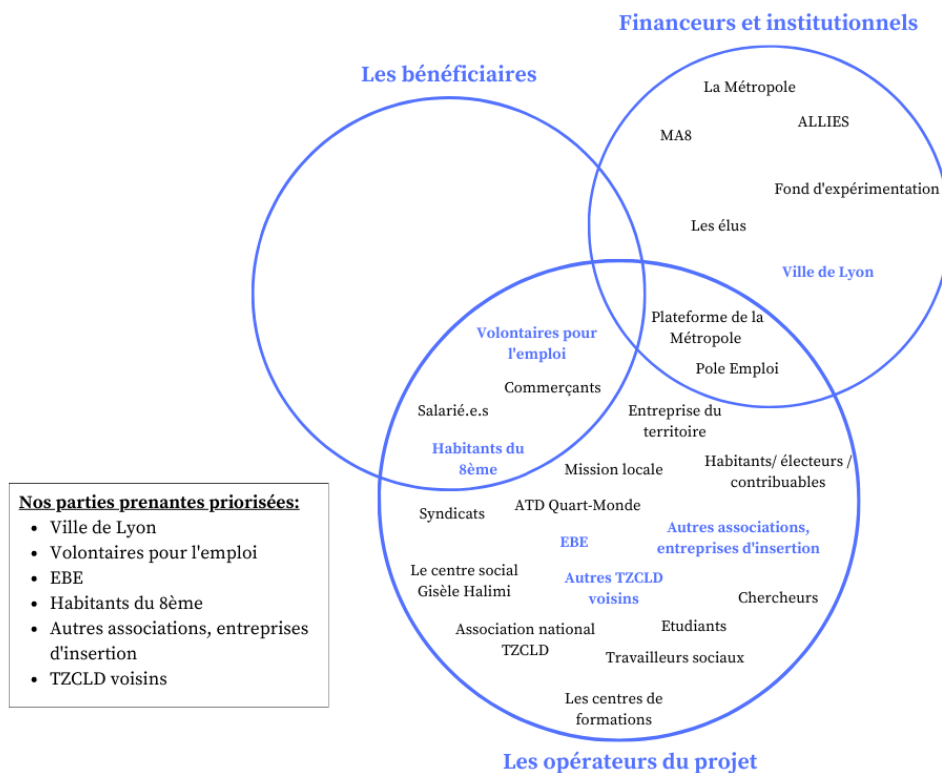 Financeurs et institutionnels
Les bénéficiaires
La Métropole
ALLIES
MA8
Fond d'expérimentation
Les élus
Ville de Lyon
Plateforme de la
Métropole
Pole Emploi
Volontaires pour
l'emploi
Commerçants
Salarié.e.s
Habitants du
8ème
Entreprise du
territoire
Mission locale
Habitants/ électeurs /
contribuables
Syndicats
ATD Quart-Monde
EBE
Autres associations,
entreprises d'insertion
Le centre social
Gisèle Halimi
Autres TZCLD
voisins
Chercheurs
Association national
TZCLD
Etudiants
Travailleurs sociaux
Les centres de
formations
Les opérateurs du projet
Nos parties prenantes priorisées:
• Ville de Lyon
• Volontaires pour l'emploi
• EBE
• Habitants du 8ème
• Autres associations, entreprises
d'insertion
• TZCLD voisins